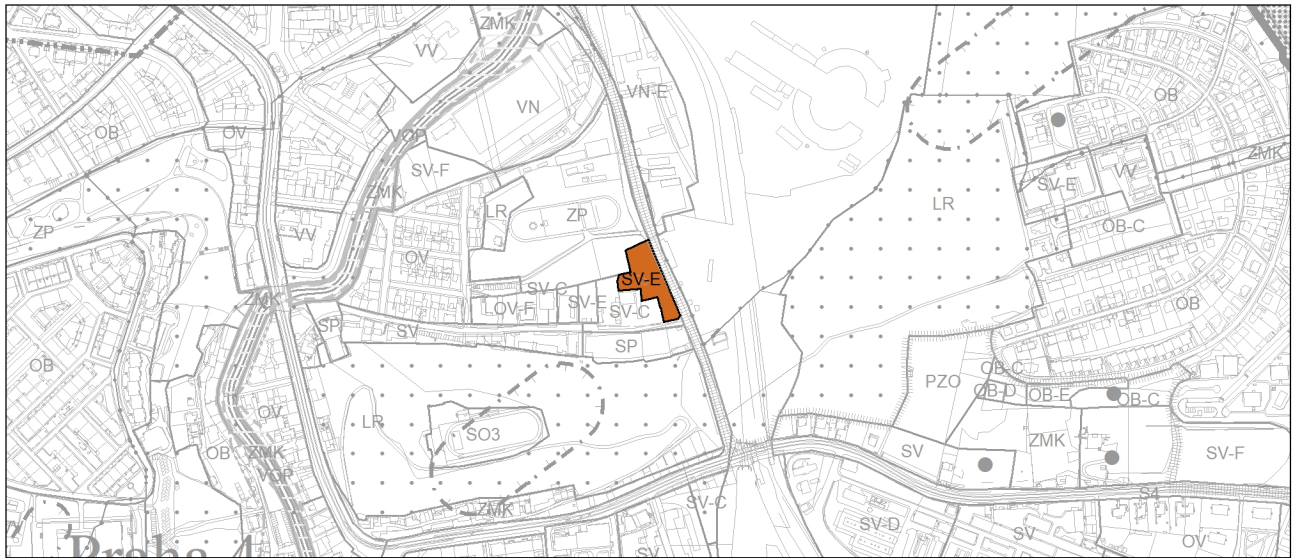 ZMK
VV
VN-E
OB
OV
VN
OB
VOP
SV-F
ZMK
SV-E
VV
ZMK
LR
ZP
LR
ZP
OB-C
VV
OV
SV-E
SV-C
ZMK
OV-F
SV-F
SV-C
OB
SP
SV
SP
OB
PZO
OB-C
OB-D
OB-E
OB-C
OV
LR
SO3
ZMK
SV
SV-F
OB
ZMK
VOP
ZMK
SV-C
S4
SV-D
SV
OV
Praha 4
SV